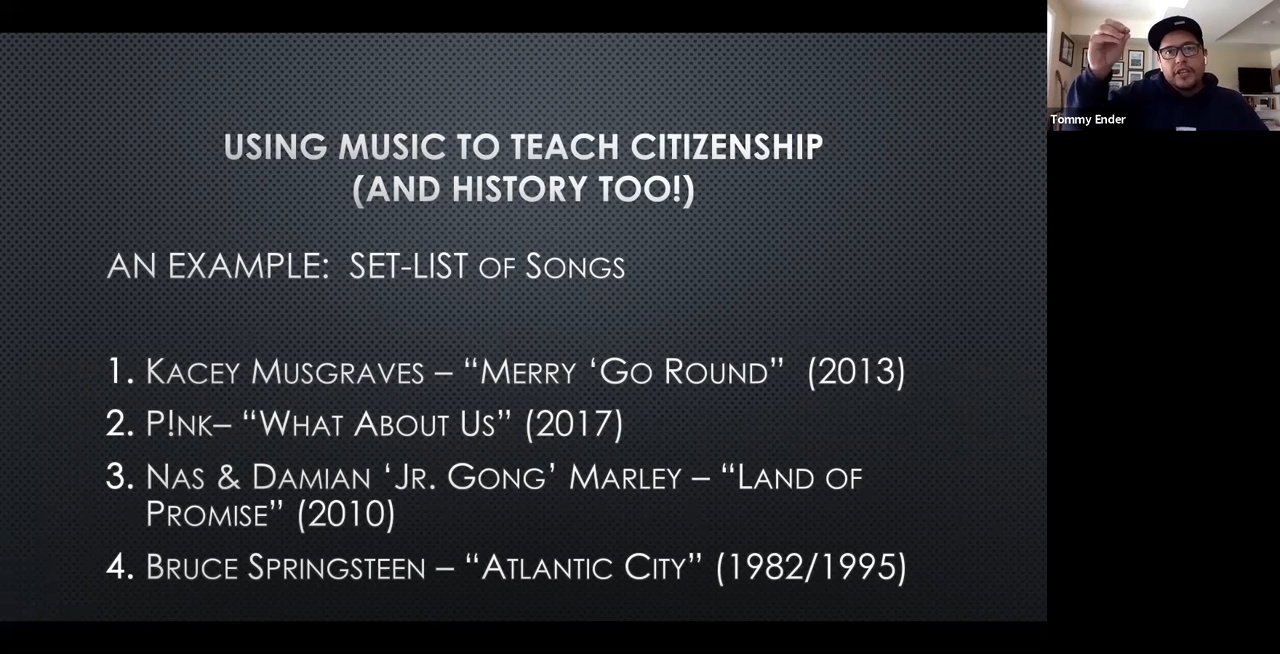 USING MUSIC TO TEACH CITIZENSHIP
(AND HISTORY TOO!)
AN EXAMPLE: SET-LIST OF SONGS
1. KACEY MUSGRAVES – “MERRY ‘GO ROUND” (2013)
2. P!NK– “WHAT ABOUT US” (2017)
3. NAS & DAMIAN ‘JR. GONG’ MARLEY – “LAND OF
PROMISE” (2010)
4. BRUCE SPRINGSTEEN – “ATLANTIC CITY” (1982/1995)
Tommy Ender